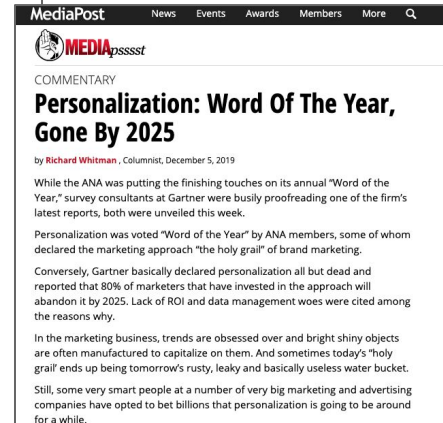 MediaPost News Events Awards Members More
MEDIApsssst
COMMENTARY
Personalization: Word Of The Year,
Gone By 2025
by Richard Whitman , Columnist, December 5, 2019
While the ANA was putting the finishing touches on its annual “Word of the
Year,” survey consultants at Gartner were busily proofreading one of the firm’s
latest reports, both were unveiled this week.
Personalization was voted “Word of the Year” by ANA members, some of whom
declared the marketing approach “the holy grail” of brand marketing.
Conversely, Gartner basically declared personalization all but dead and
reported that 80% of marketers that have invested in the approach will
abandon it by 2025. Lack of ROI and data management woes were cited among
the reasons why.
In the marketing business, trends are obsessed over and bright shiny objects
are often manufactured to capitalize on them. And sometimes today’s “holy
grail’ ends up being tomorrow’s rusty, leaky and basically useless water bucket.
Still, some very smart people at a number of very big marketing and advertising
companies have opted to bet billions that personalization is going to be around
for a while.